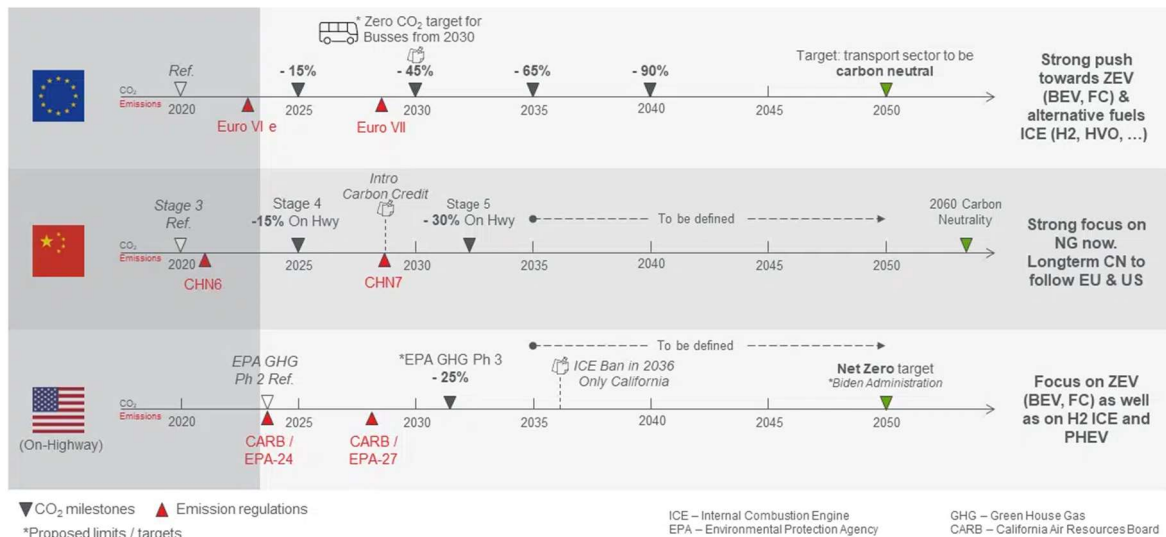 * Zero CO₂ target for
Busses from 2030
Ref.
- 15%
- 45%
- 65%
- 90%
Target: transport sector to be
carbon neutral
CO₂
Emissions
2020
2025
2030
2035
2040
2045
2050
Euro VI e
Euro VII
Strong push
towards ZEV
(BEV, FC) &
alternative fuels
ICE (H2, HVO, …)
Intro
Carbon Credit
Stage 3
Ref.
Stage 4
-15% On Hwy
Stage 5
- 30% On Hwy
To be defined
2060 Carbon
Neutrality
CO₂
Emissions
2020
2025
2030
2035
2040
2045
2050
CHN6
CHN7
Strong focus on
NG now.
Longterm CN to
follow EU & US
EPA GHG
Ph 2 Ref.
*EPA GHG Ph 3
- 25%
To be defined
ICE Ban in 2036
Only California
Net Zero target
*Biden Administration
(On-Highway)
CO₂
Emissions
2020
2025
2030
2035
2040
2045
2050
CARB /
EPA-24
CARB /
EPA-27
Focus on ZEV
(BEV, FC) as well
as on H2 ICE and
PHEV
CO₂ milestones
Emission regulations
*Proposed limits / targets
ICE – Internal Combustion Engine
EPA – Environmental Protection Agency
GHG – Green House Gas
CARB – California Air Resources Board